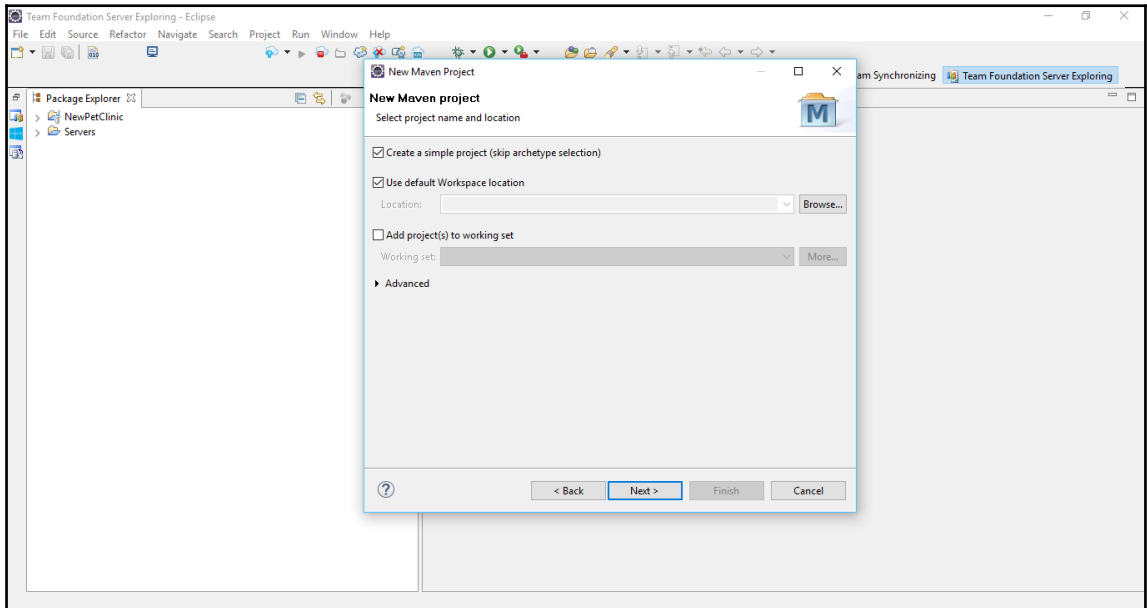 Team Foundation Server Exploring - Eclipse
File Edit Source Refactor Navigate Search Project Run Window Help
am Synchronizing Team Foundation Server Exploring
Package Explorer
NewPetClinic
Servers
New Maven Project
New Maven project
Select project name and location
M
Create a simple project (skip archetype selection)
Use default Workspace location
Location: Browse...
Add project(s) to working set
Working set: More...
Advanced
? < Back Next > Finish Cancel